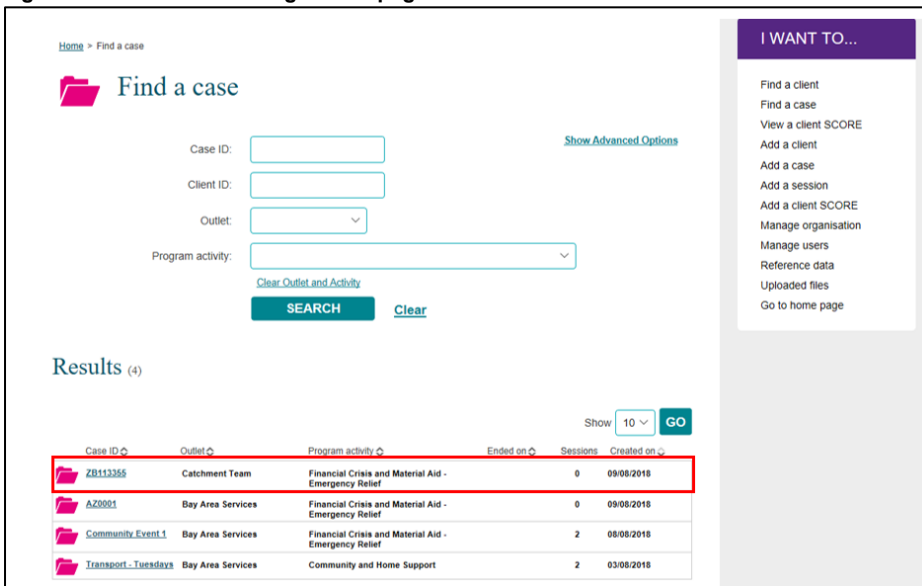 Home > Find a case
Find a case
Case ID:
Show Advanced Options
Client ID:
Outlet:
Program activity:
Clear Outlet and Activity
SEARCH
Clear
Results (4)
Show 10 GO
Case ID Outlet Program activity Ended on Sessions Created on
ZB113355 Catchment Team Financial Crisis and Material Aid - 0 09/08/2018
Emergency Relief
AZ0001 Bay Area Services Financial Crisis and Material Aid - 0 09/08/2018
Emergency Relief
Community Event 1 Bay Area Services Financial Crisis and Material Aid - 2 08/08/2018
Emergency Relief
Transport - Tuesdays Bay Area Services Community and Home Support 2 03/08/2018
I WANT TO...
Find a client
Find a case
View a client SCORE
Add a client
Add a case
Add a session
Add a client SCORE
Manage organisation
Manage users
Reference data
Uploaded files
Go to home page